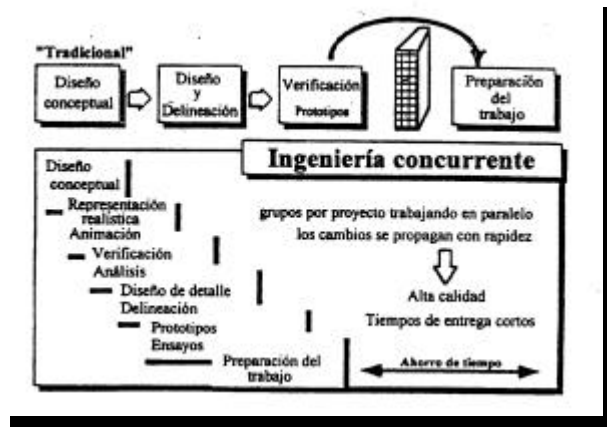 "Tradicional"
Diseño
conceptual
Diseño
y
Delineación
Verificación
Prototipos
Preparación
del
trabajo
Ingeniería concurrente
Diseño
conceptual
Representación
realística
Animación
Verificación
Análisis
Diseño de detalle
Delineación
Prototipos
Ensayos
Preparación del
trabajo
grupos por proyecto trabajando en paralelo
los cambios se propagan con rapidez
Alta calidad
Tiempos de entrega cortos
Ahorro de tiempo